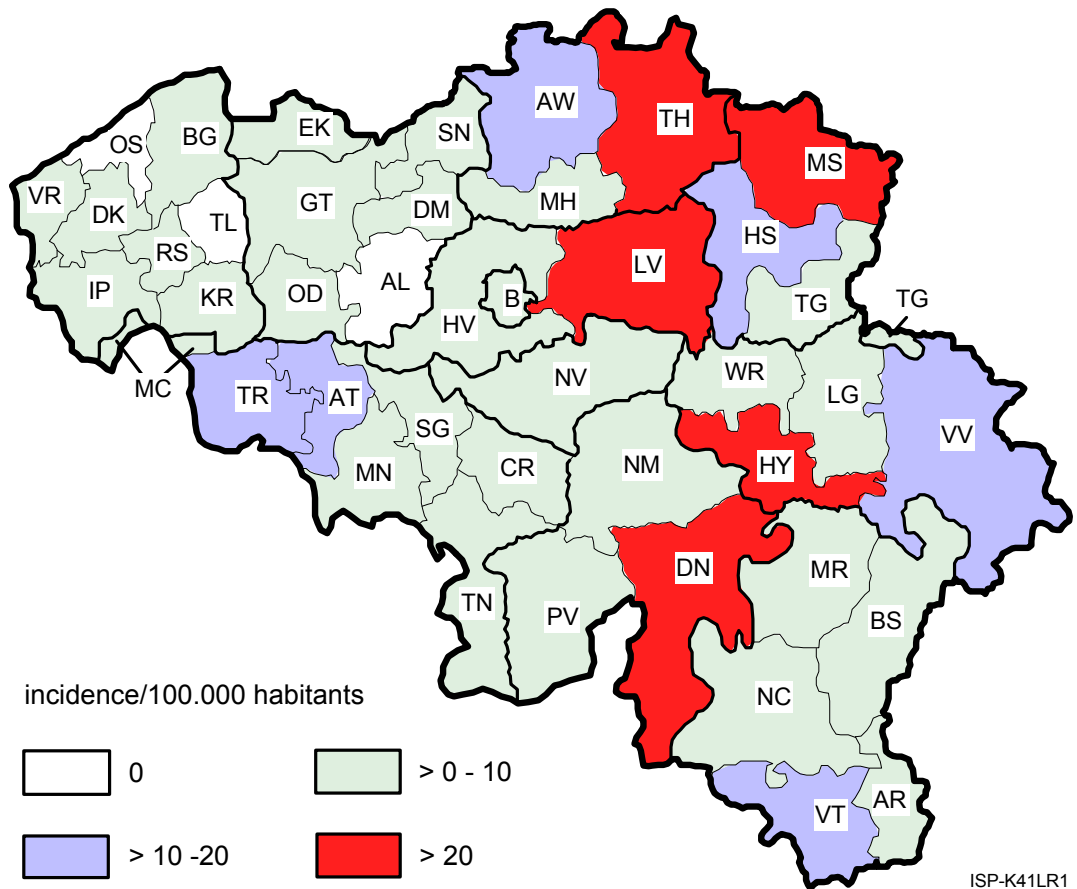 AW
TH
EK
SN
OS
BG
MS
VR
GT
DK
TL
DM
MH
RS
HS
LV
IP
KR
OD
AL
B
TG
TG
HV
MC
NV
WR
LG
TR
AT
VV
SG
MN
CR
NM
HY
DN
MR
TN
PV
BS
NC
AR
VT
incidence/100.000 habitants
0
> 0 - 10
> 10 -20
> 20
ISP-K41LR1